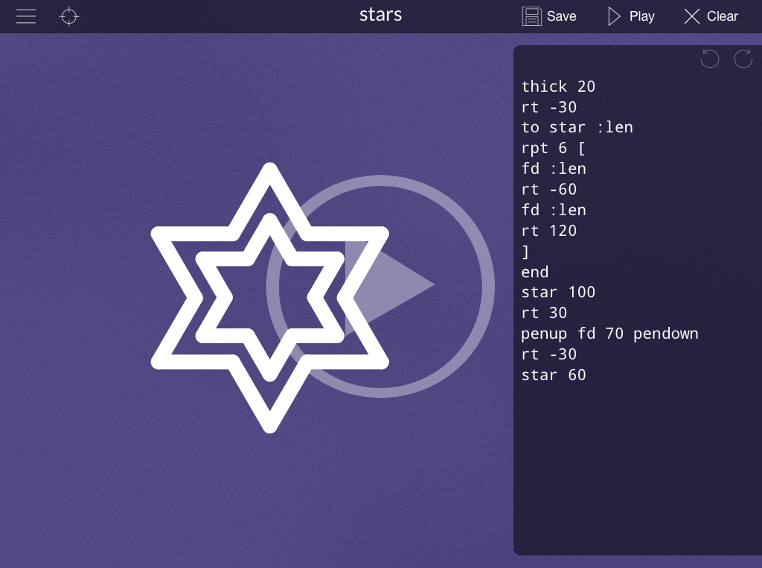 stars
Save
Play
Clear
thick 20
rt -30
to star :len
rpt 6 [
fd :len
rt -60
fd :len
rt 120
]
end
star 100
rt 30
penup fd 70 pendown
rt -30
star 60